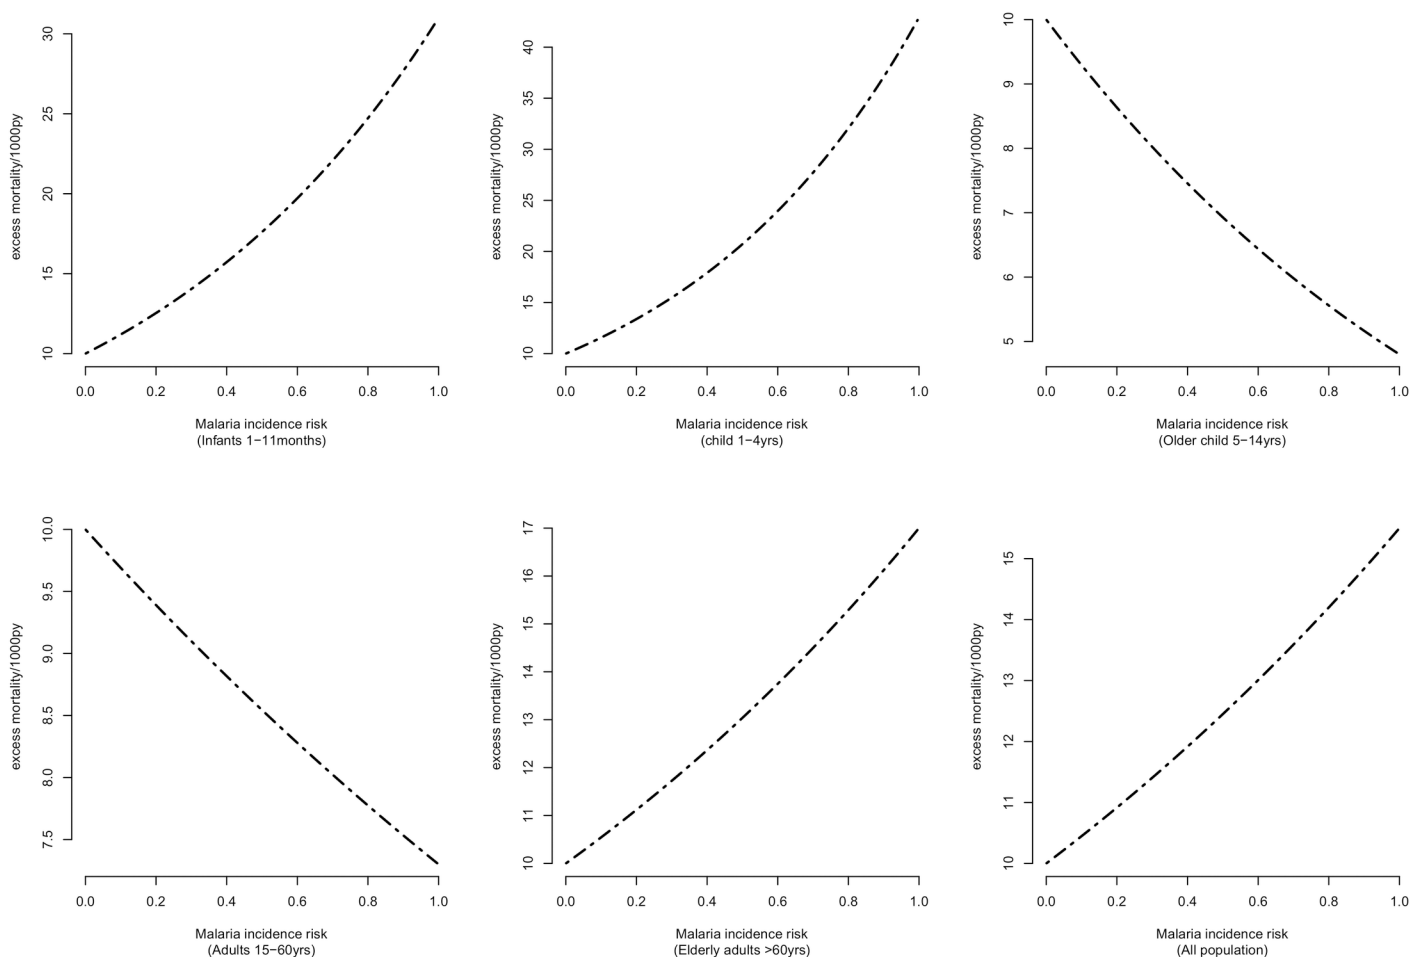 excess mortality/1000py
30
25
20
15
10
0.0 0.2 0.4 0.6 0.8 1.0
Malaria incidence risk
(Infants 1−11months)
excess mortality/1000py
40
35
30
25
20
15
10
0.0 0.2 0.4 0.6 0.8 1.0
Malaria incidence risk
(child 1−4yrs)
excess mortality/1000py
10
9
8
7
6
5
0.0 0.2 0.4 0.6 0.8 1.0
Malaria incidence risk
(Older child 5−14yrs)
excess mortality/1000py
10.0
9.5
9.0
8.5
8.0
7.5
0.0 0.2 0.4 0.6 0.8 1.0
Malaria incidence risk
(Adults 15−60yrs)
excess mortality/1000py
17
16
15
14
13
12
11
10
0.0 0.2 0.4 0.6 0.8 1.0
Malaria incidence risk
(Elderly adults >60yrs)
excess mortality/1000py
15
14
13
12
11
10
0.0 0.2 0.4 0.6 0.8 1.0
Malaria incidence risk
(All population)